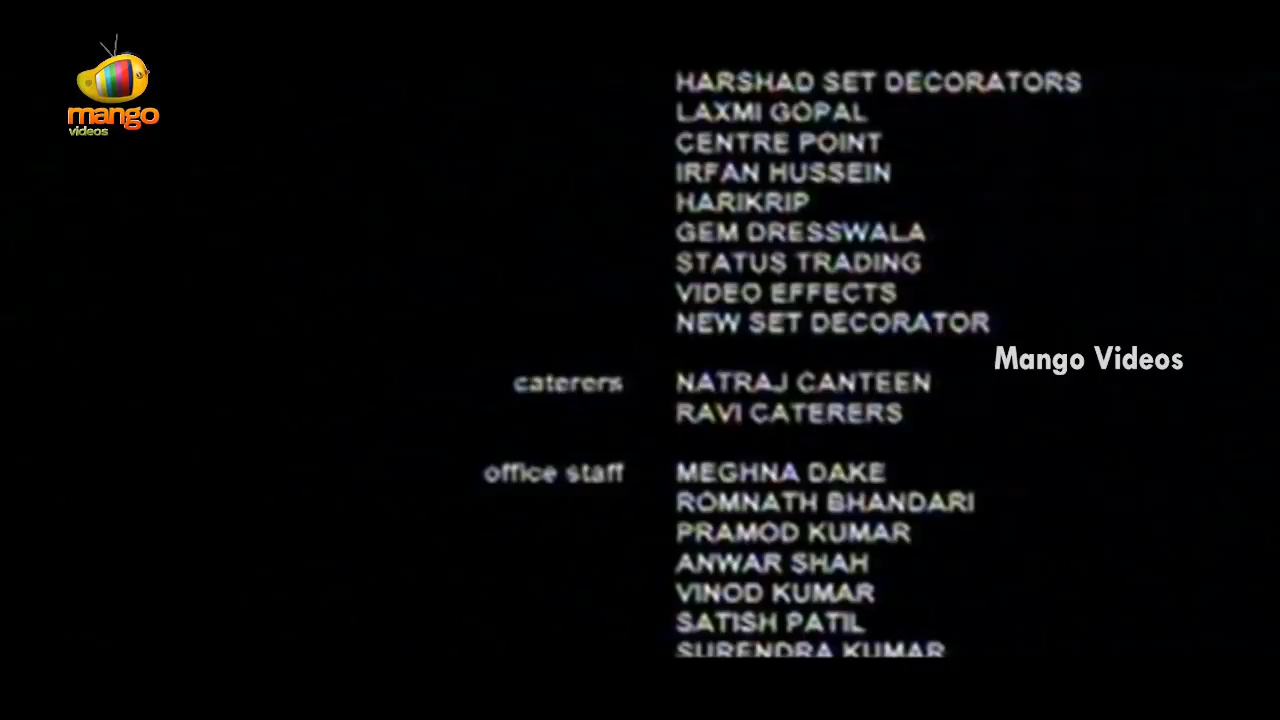 mango
videos
HARSHAD SET DECORATORS
LAXMI GOPAL
CENTRE POINT
IRFAN HUSSEIN
HARIKRIP
GEM DRESSWALA
STATUS TRADING
VIDEO EFFECTS
NEW SET DECORATOR
Mango Videos
caterers NATRAJ CANTEEN
RAVI CATERERS
office staff MEGHNA DAKE
ROMNATH BHANDARI
PRAMOD KUMAR
ANWAR SHAH
VINOD KUMAR
SATISH PATIL
SURENDRA KUMAR